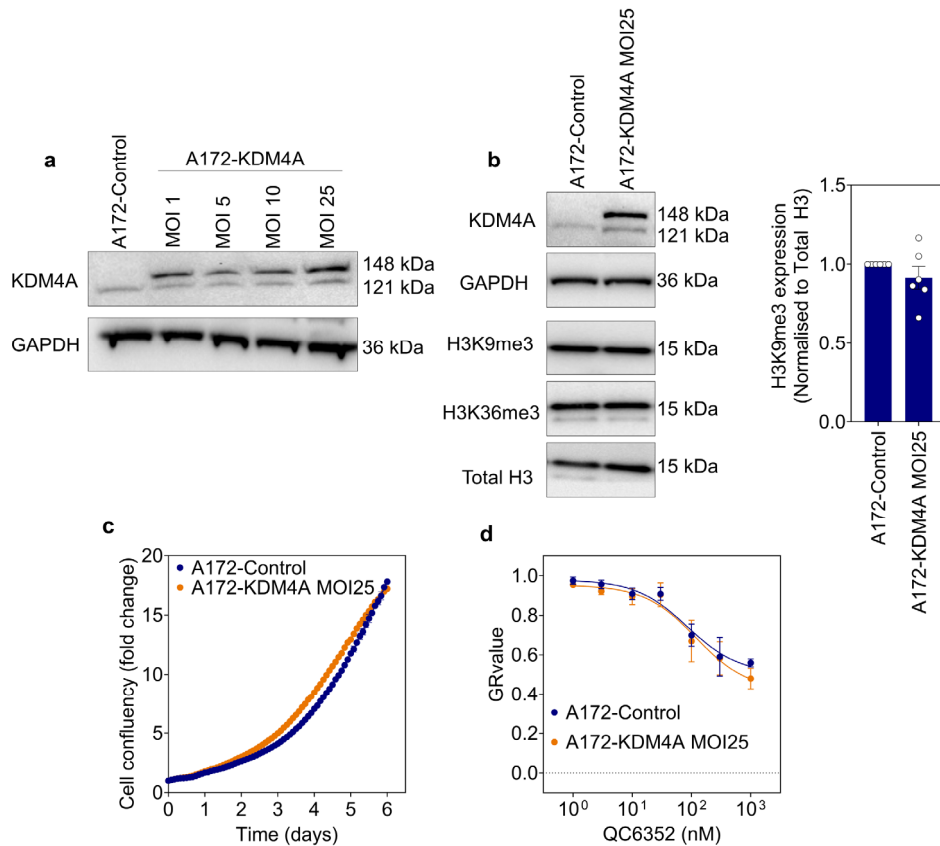 a
A172-KDM4A
A172-Control
MOI 1
MOI 5
MOI 10
MOI 25
KDM4A
148 kDa
121 kDa
GAPDH
36 kDa
b
A172-Control
A172-KDM4A MOI25
KDM4A
148 kDa
121 kDa
GAPDH
36 kDa
H3K9me3
15 kDa
H3K36me3
15 kDa
Total H3
15 kDa
H3K9me3 expression
(Normalised to Total H3)
1.5
1.0
0.5
0.0
A172-Control
A172-KDM4A MOI25
c
Cell confluency (fold change)
20
15
10
5
0
A172-Control
A172-KDM4A MOI25
0 1 2 3 4 5 6
Time (days)
d
GRvalue
1.0
0.8
0.6
0.4
0.2
0.0
A172-Control
A172-KDM4A MOI25
10⁰ 10¹ 10² 10³
QC6352 (nM)